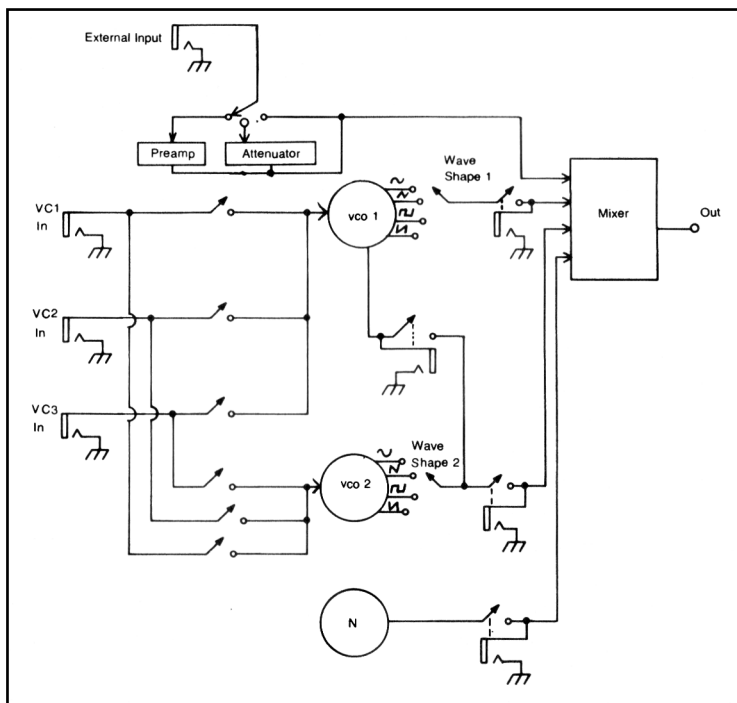 External Input
Preamp
Attenuator
Wave
Shape 1
Mixer
Out
VC1
In
vco 1
VC2
In
VC3
In
Wave
Shape 2
vco 2
N